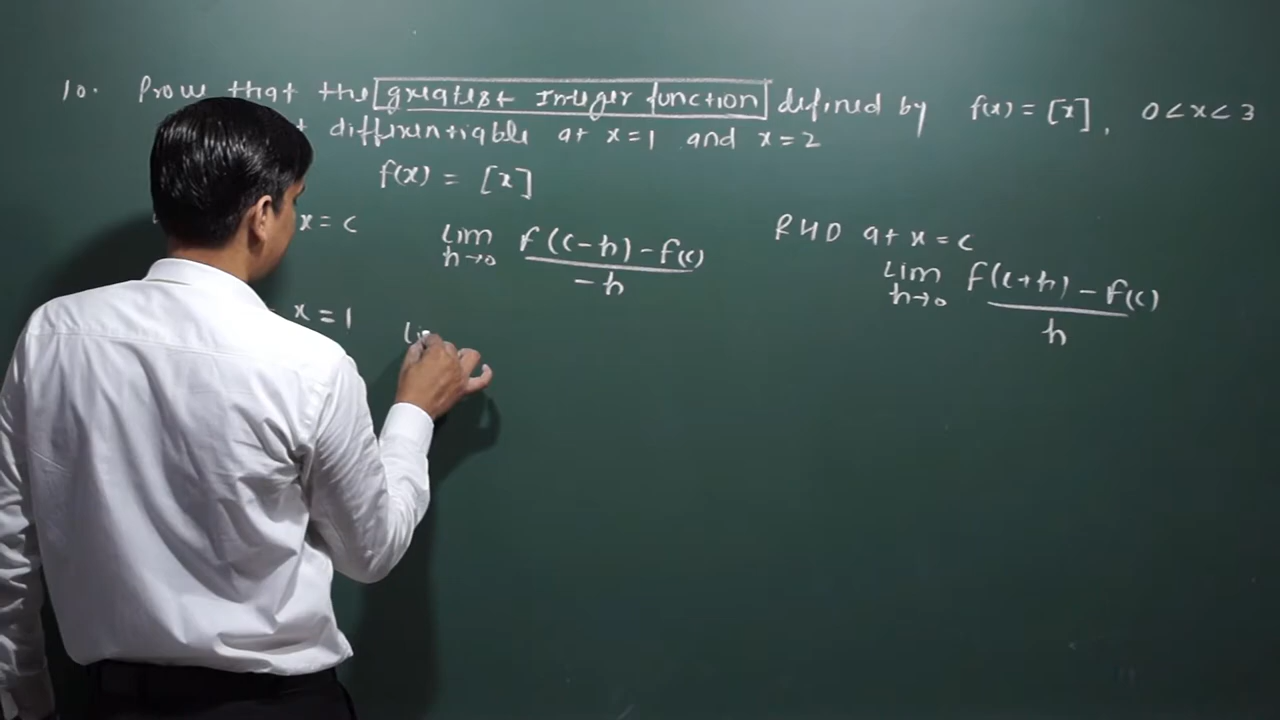 10. Prove that the greatest Integer function defined by f(x) = [x], 0 < x < 3
differentiable at x = 1 and x = 2
f(x) = [x]
x = c Lim h→0 f(c-h) - f(c) / -h
RHD at x = c
Lim h→0 f(c+h) - f(c) / h
x = 1